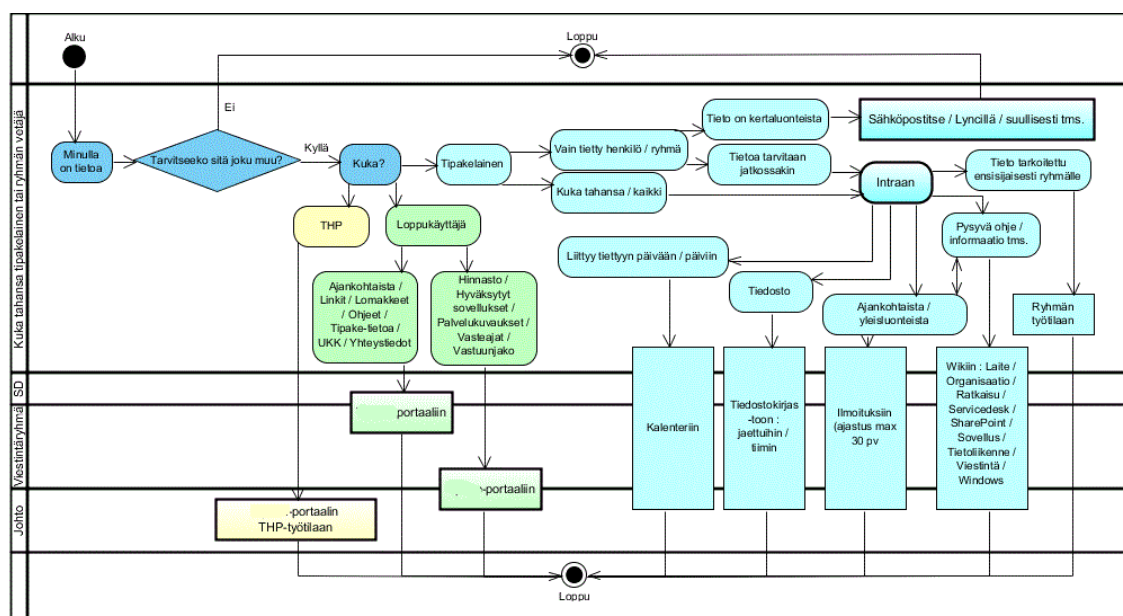 Alku
Loppu
Ei
Kuka tahansa tipakelainen tai ryhmän vetäjä
Minulla
on tietoa
Tarvitseeko sitä joku muu?
Kyllä
Kuka?
Tipakelainen
Vain tietty henkilö / ryhmä
Kuka tahansa / kaikki
Tieto on kertaluonteista
Tietoa tarvitaan
jatkossakin
Sähköpostitse / Lyncillä / suullisesti tms.
Intraan
Tieto tarkoitettu
ensisijaisesti ryhmälle
THP
Loppukäyttäjä
Pysyvä ohje /
informaatio tms.
Liittyy tiettyyn päivään / päiviin
Tiedosto
Ajankohtaista /
yleisluonteista
Ryhmän
työtilaan
Ajankohtaista /
Linkit / Lomakkeet
/ Ohjeet /
Tipake-tietoa /
UKK / Yhteystiedot
Hinnasto /
Hyväksytyt
sovellukset /
Palvelukuvaukset /
Vasteajat /
Vastuunjako
SD
portaaliin
Viestintäryhmä
-portaaliin
Kalenteriin
Tiedostokirjas
-toon :
jaettuihin /
tiimin
Ilmoituksiin
(ajastus max
30 pv
Wikiin : Laite /
Organisaatio /
Ratkaisu /
Servicedesk /
SharePoint /
Sovellus /
Tietoliikenne /
Viestintä /
Windows
Johto
-portaalin
THP-työtilaan
Loppu